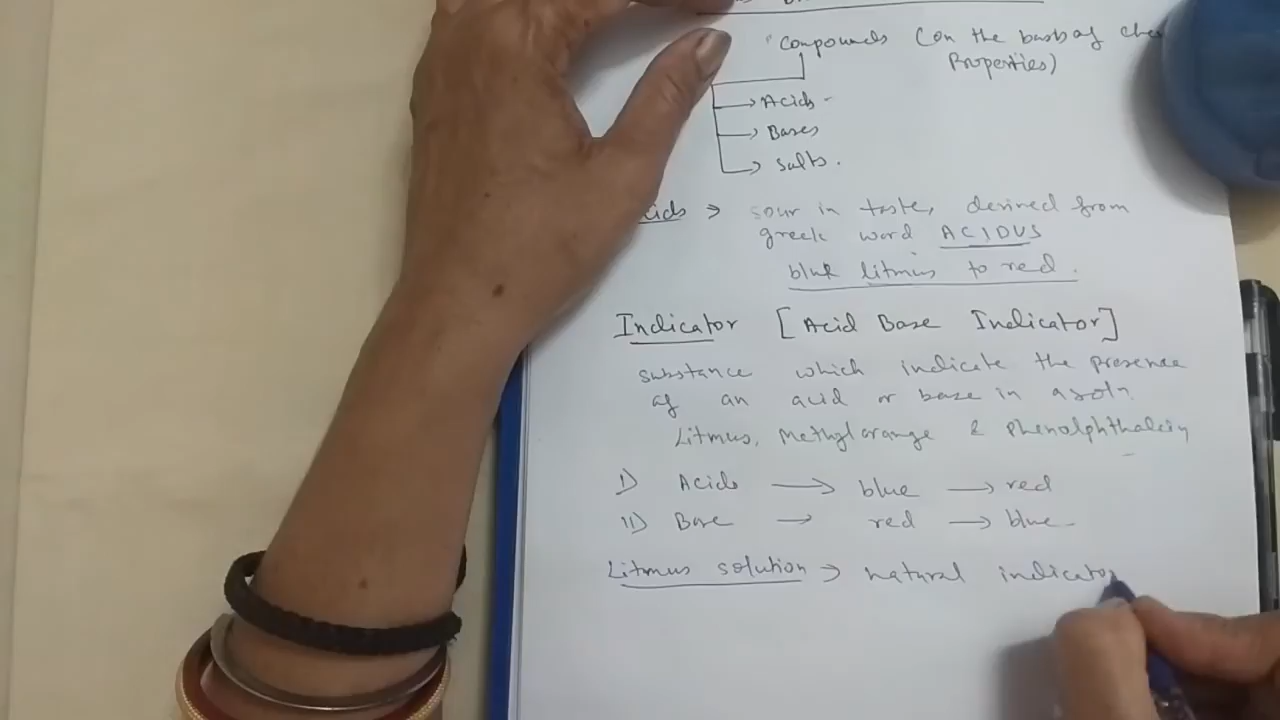 Compounds (on the basis of
Properties)
Acids -
Bases
Salts.
sour in taste, derived from
greek word ACIDUS
blue litmus to red.
Indicator [Acid Base Indicator]
substance which indicate the presence
of an acid or base in a soln.
Litmus, Methyl orange & Phenolphthalein
I) Acids → blue → red
II) Base → red → blue
Litmus solution → natural indicator